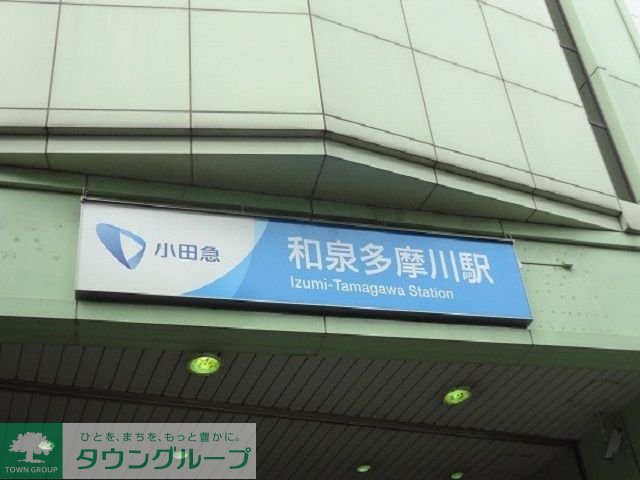 小田急
和泉多摩川駅
Izumi-Tamagawa Station
ひとを、まちを、もっと豊かに。
タウングループ
TOWN GROUP